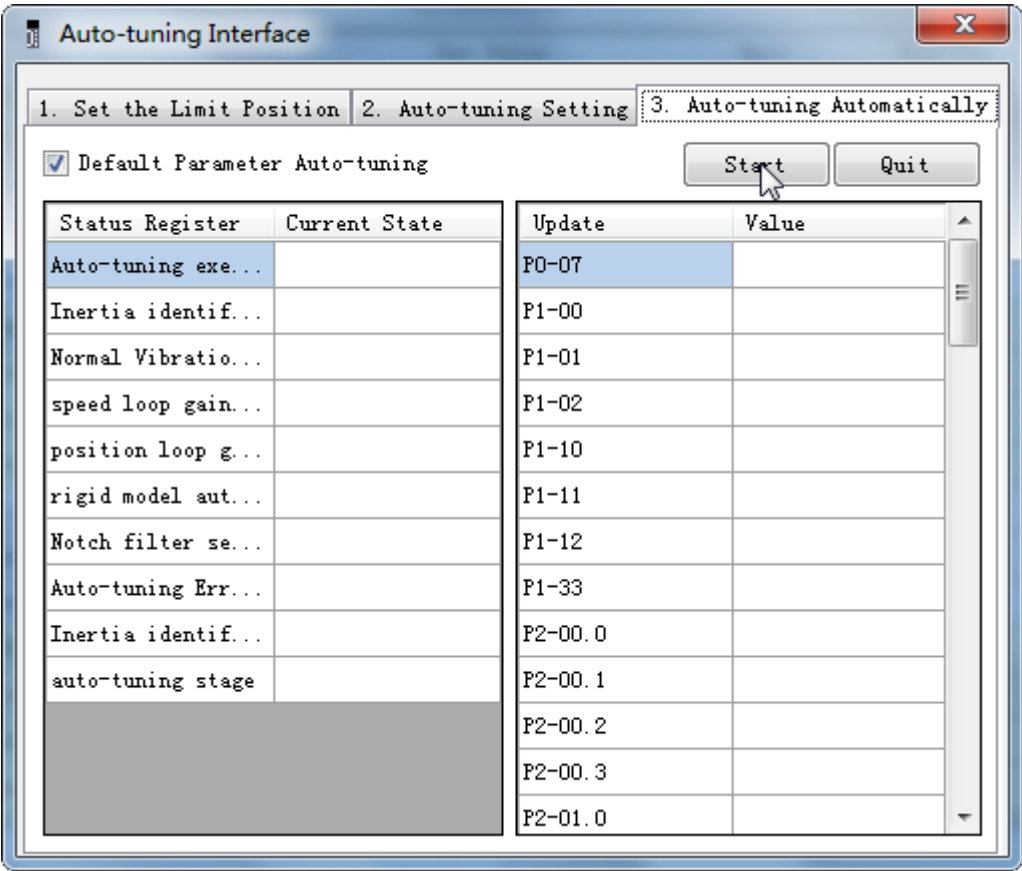 Auto-tuning Interface
1. Set the Limit Position 2. Auto-tuning Setting 3. Auto-tuning Automatically
Default Parameter Auto-tuning Start Quit
Status Register Current State Update Value
Auto-tuning exe... P0-07
Inertia identif... P1-00
Normal Vibratio... P1-01
speed loop gain... P1-02
position loop g... P1-10
rigid model aut... P1-11
Notch filter se... P1-12
Auto-tuning Err... P1-33
Inertia identif... P2-00.0
auto-tuning stage P2-00.1
P2-00.2
P2-00.3
P2-01.0